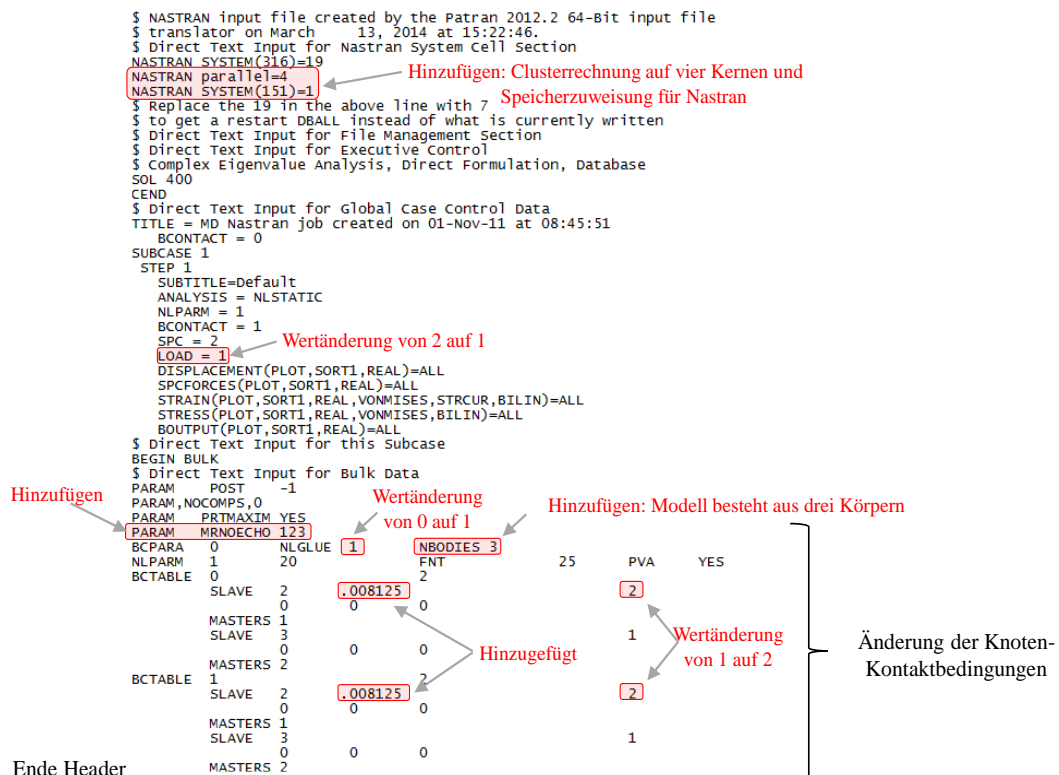 $ NASTRAN input file created by the Patran 2012.2 64-Bit input file
$ translator on March     13, 2014 at 15:22:46.
$ Direct Text Input for Nastran System Cell Section
NASTRAN SYSTEM(316)=19
NASTRAN parallel=4
NASTRAN SYSTEM(151)=1
Hinzufügen: Clusterrechnung auf vier Kernen und
Speicherzuweisung für Nastran
$ Replace the 19 in the above line with 7
$ to get a restart DBALL instead of what is currently written
$ Direct Text Input for File Management Section
$ Direct Text Input for Executive Control
$ Complex Eigenvalue Analysis, Direct Formulation, Database
SOL 400
CEND
$ Direct Text Input for Global Case Control Data
TITLE = MD Nastran job created on 01-Nov-11 at 08:45:51
BCONTACT = 0
SUBCASE 1
STEP 1
SUBTITLE=Default
ANALYSIS = NLSTATIC
NLPARM = 1
BCONTACT = 1
SPC = 2
LOAD = 1
Wertänderung von 2 auf 1
DISPLACEMENT(PLOT,SORT1,REAL)=ALL
SPCFORCES(PLOT,SORT1,REAL)=ALL
STRAIN(PLOT,SORT1,REAL,VONMISES,STRCUR,BILIN)=ALL
STRESS(PLOT,SORT1,REAL,VONMISES,BILIN)=ALL
BOUTPUT(PLOT,SORT1,REAL)=ALL
$ Direct Text Input for this Subcase
BEGIN BULK
$ Direct Text Input for Bulk Data
PARAM    POST    -1
PARAM,NOCOMPS,0
PARAM    PRTMAXIM YES
PARAM    MRNOECHO 123
Hinzufügen
Wertänderung
von 0 auf 1
Hinzufügen: Modell besteht aus drei Körpern
BCPARA   0       NLGLUE  1       NBODIES 3
NLPARM   1       20              FNT             25      PVA     YES
BCTABLE  0                       2
SLAVE   2       .008125                         2
0       0       0
MASTERS 1
SLAVE   3                                       1
0       0       0
MASTERS 2
BCTABLE  1                       2
SLAVE   2       .008125                         2
0       0       0
MASTERS 1
SLAVE   3                                       1
0       0       0
MASTERS 2
Hinzugefügt
Wertänderung
von 1 auf 2
Änderung der Knoten-
Kontaktbedingungen
Ende Header